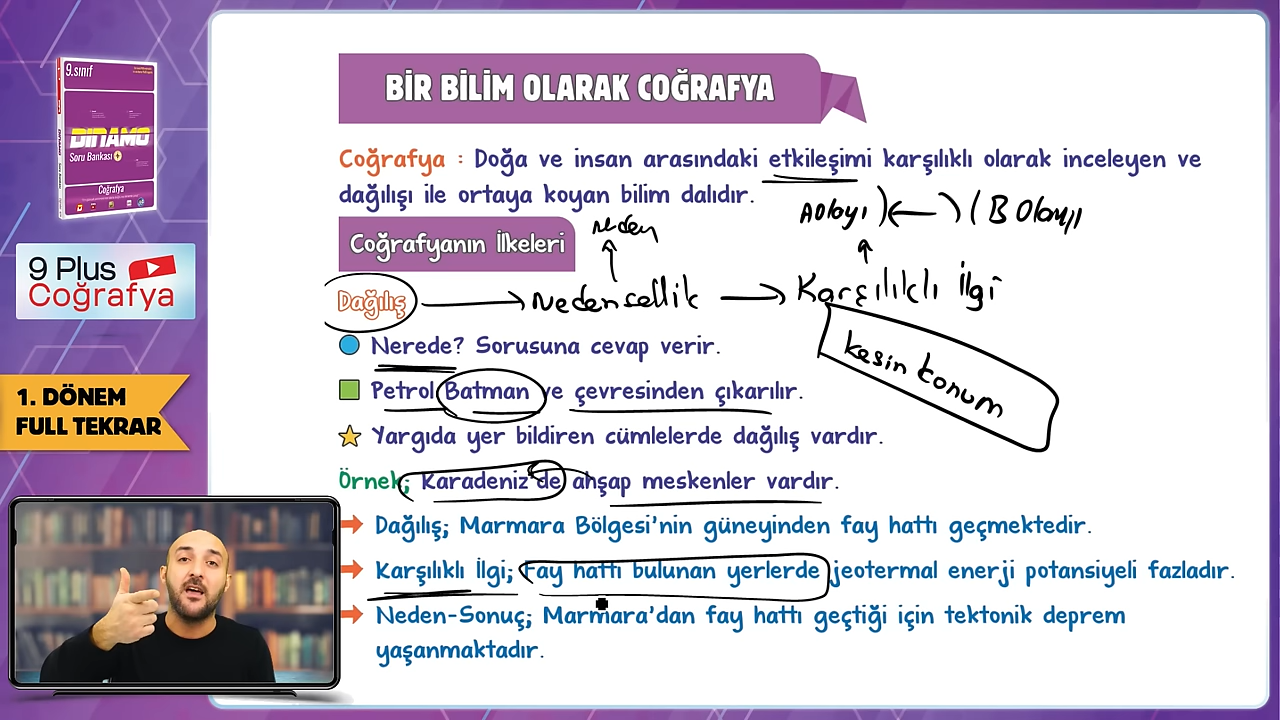 9.sınıf
DİNAMO
Soru Bankası
Coğrafya
9 Plus
Coğrafya
1. DÖNEM
FULL TEKRAR
BİR BİLİM OLARAK COĞRAFYA
Coğrafya : Doğa ve insan arasındaki etkileşimi karşılıklı olarak inceleyen ve
dağılışı ile ortaya koyan bilim dalıdır.
A Olayı ) ← ) ( B Olayı
Coğrafyanın İlkeleri
neden
Dağılış → Nedensellik → Karşılıklı İlgi
Nerede? Sorusuna cevap verir.
kesin konum
Petrol Batman ve çevresinden çıkarılır.
Yargıda yer bildiren cümlelerde dağılış vardır.
Örnek; Karadeniz'de ahşap meskenler vardır.
Dağılış; Marmara Bölgesi'nin güneyinden fay hattı geçmektedir.
Karşılıklı İlgi; Fay hattı bulunan yerlerde jeotermal enerji potansiyeli fazladır.
Neden-Sonuç; Marmara'dan fay hattı geçtiği için tektonik deprem
yaşanmaktadır.